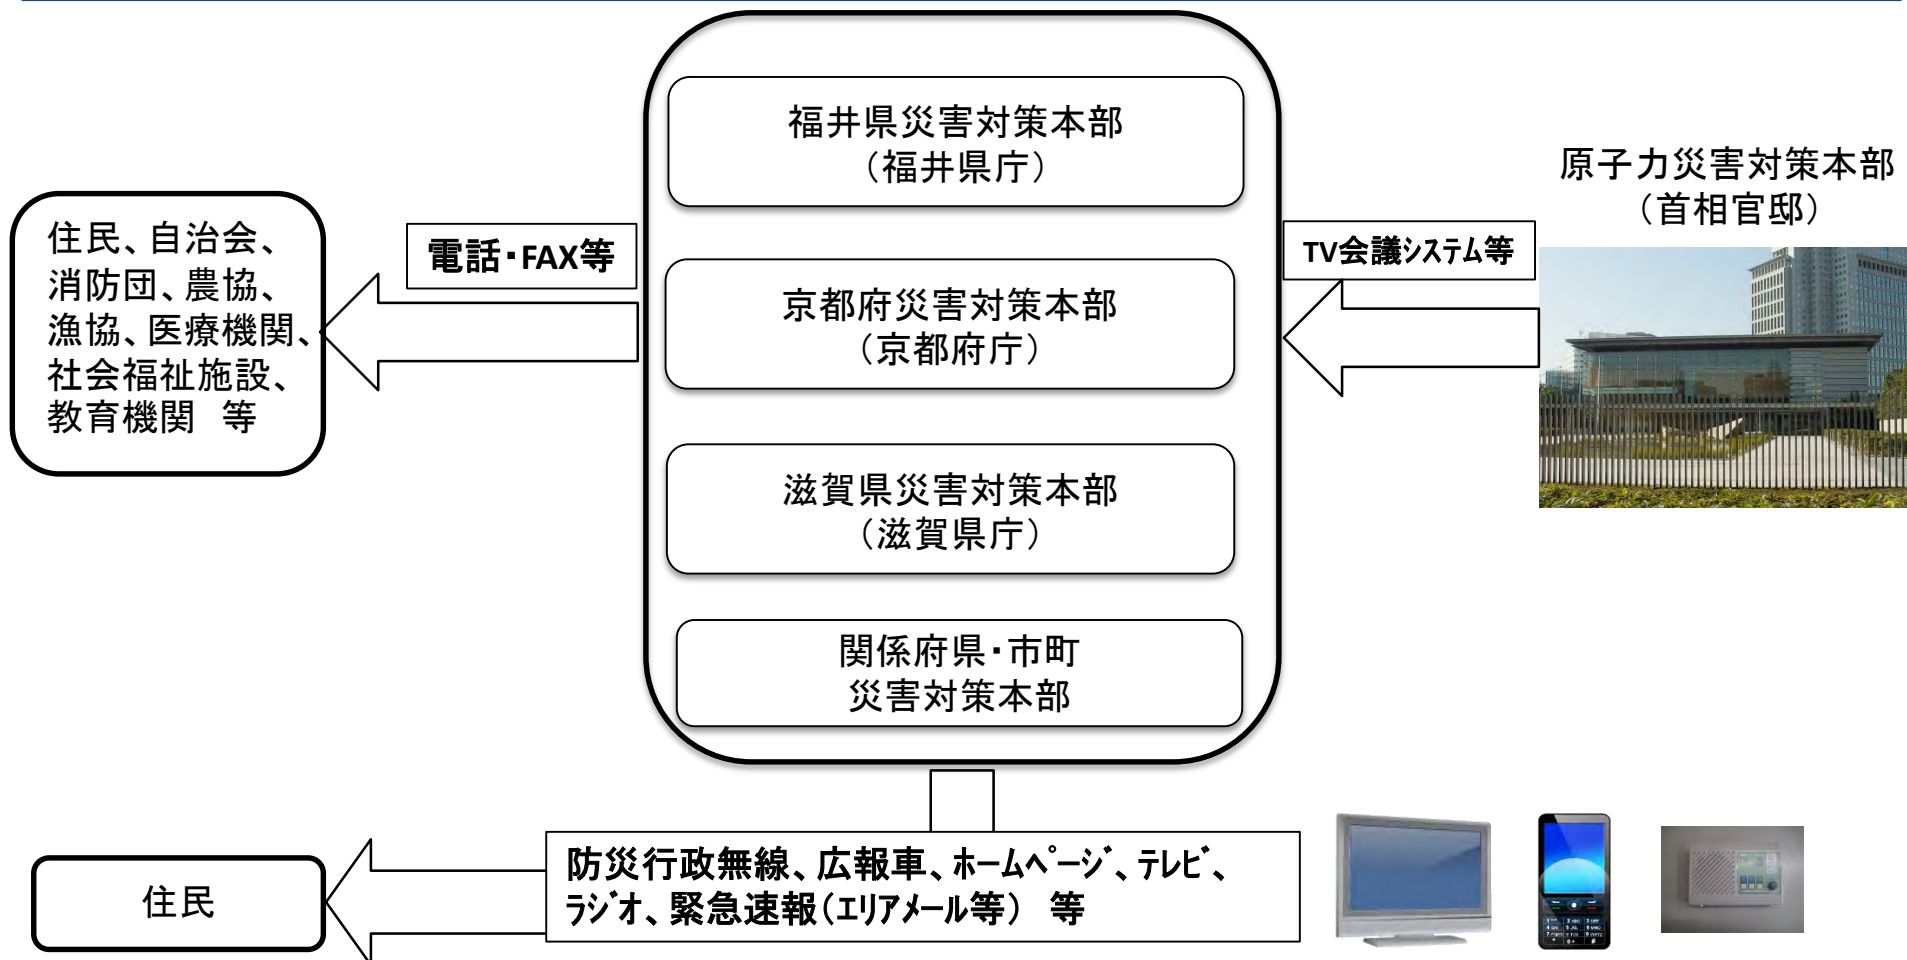 福井県災害対策本部
（福井県庁）
原子力災害対策本部
（首相官邸）
住民、自治会、
消防団、農協、
漁協、医療機関、
社会福祉施設、
教育機関　等
電話・FAX等
TV会議システム等
京都府災害対策本部
（京都府庁）
滋賀県災害対策本部
（滋賀県庁）
関係府県・市町
災害対策本部
防災行政無線、広報車、ﾎｰﾑﾍﾟｰｼﾞ、ﾃﾚﾋﾞ、
ﾗｼﾞｵ、緊急速報（ｴﾘｱﾒｰﾙ等）　等
住民